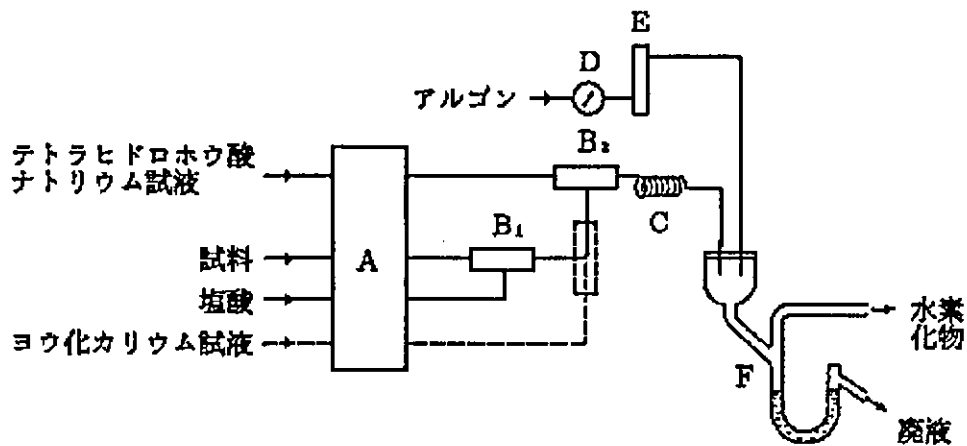 E
D
アルゴン
B₂
テトラヒドロホウ酸
ナトリウム試液
C
B₁
試料
A
塩酸
ヨウ化カリウム試液
水素
化物
F
廃液